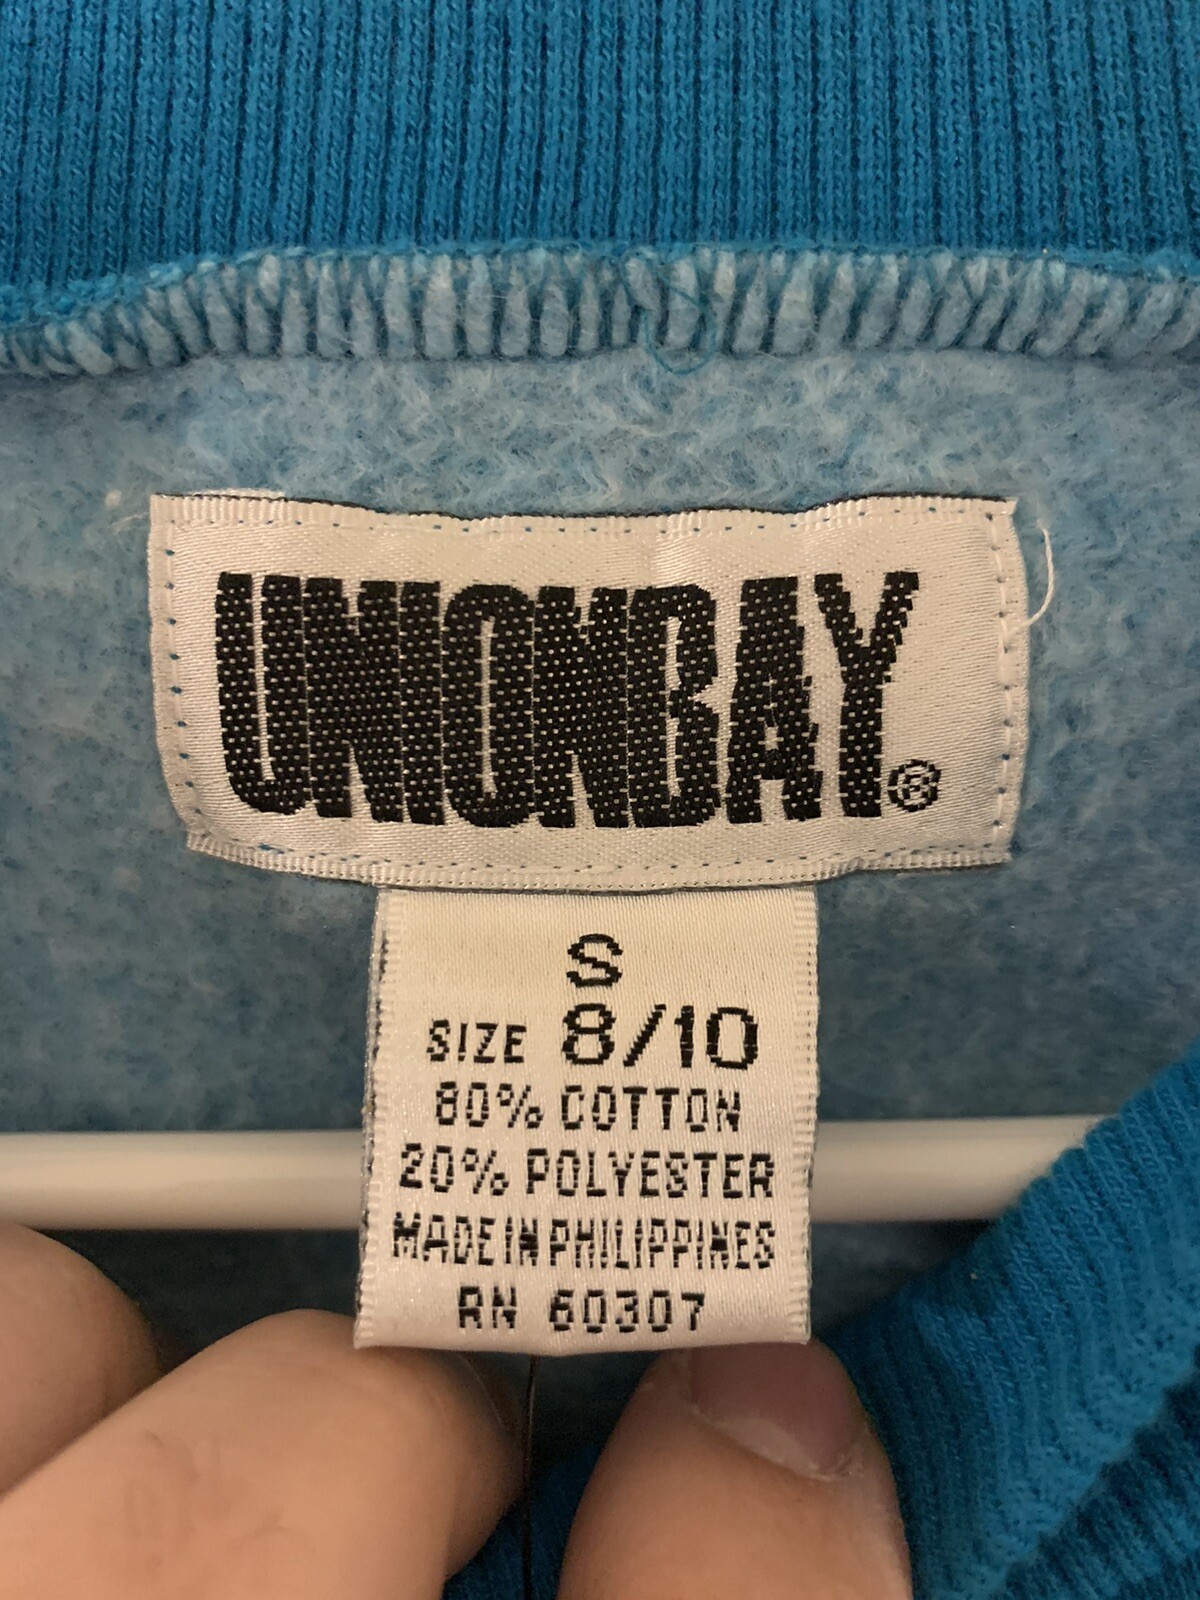 UNIONBAY®
S
SIZE 8/10
80% COTTON
20% POLYESTER
MADE IN PHILIPPINES
RN 60307